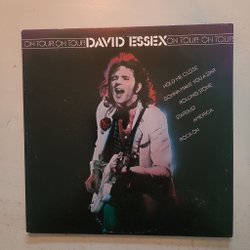 ON TOUR ON TOUR DAVID ESSEX ON TOUR ON TOUR
HOLD ME CLOSE
GONNA MAKE YOU A STAR
ROLLING STONE
STARDUST
AMERICA
ROCK ON